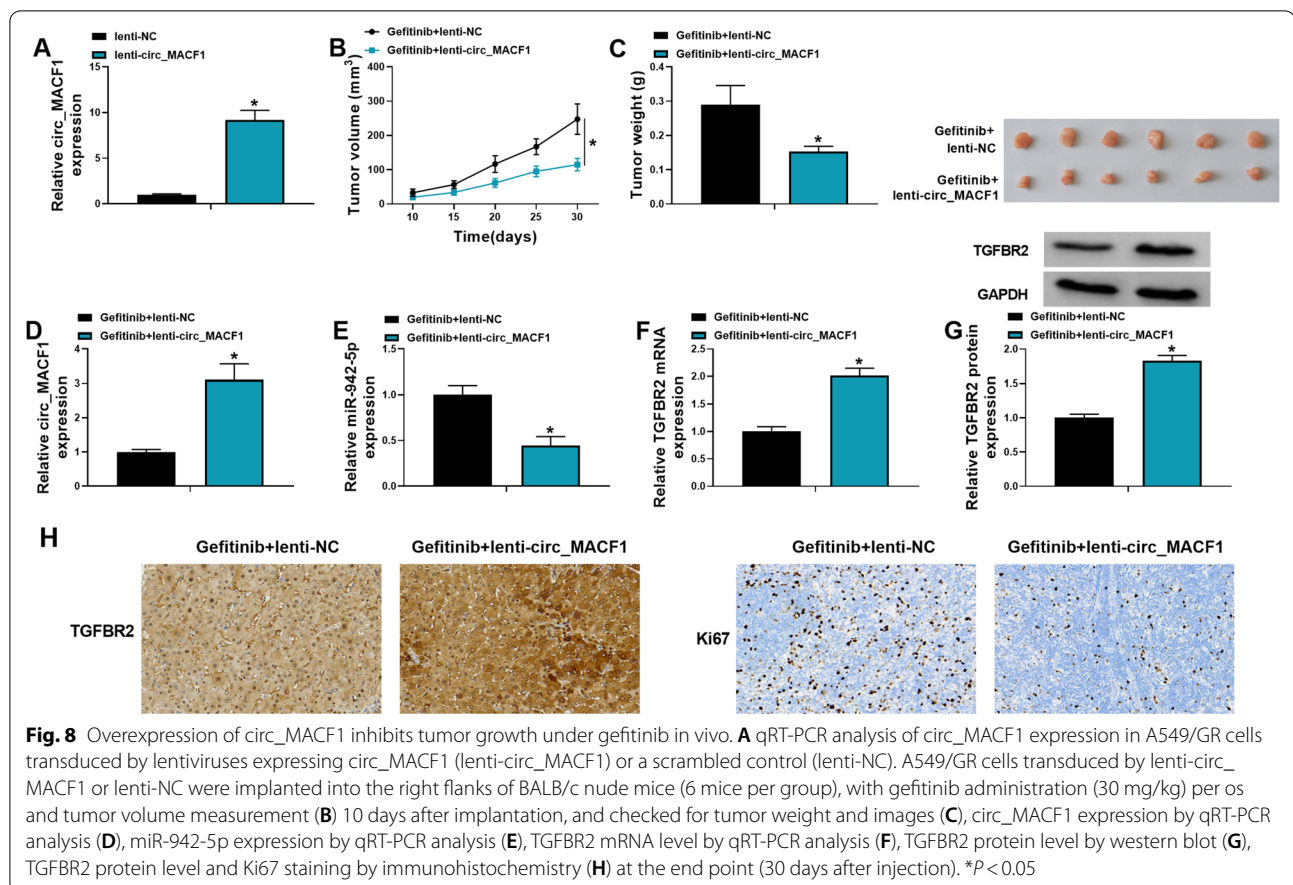 A
lenti-NC
lenti-circ_MACF1
Relative circ_MACF1
expression
15
10
5
0
*
B
Gefitinib+lenti-NC
Gefitinib+lenti-circ_MACF1
Tumor volume (mm3)
400
300
200
100
0
10 15 20 25 30
Time(days)
*
C
Gefitinib+lenti-NC
Gefitinib+lenti-circ_MACF1
Tumor weight (g)
0.4
0.3
0.2
0.1
0.0
*
Gefitinib+
lenti-NC
Gefitinib+
lenti-circ_MACF1
TGFBR2
GAPDH
D
Gefitinib+lenti-NC
Gefitinib+lenti-circ_MACF1
Relative circ_MACF1
expression
4
3
2
1
0
*
E
Gefitinib+lenti-NC
Gefitinib+lenti-circ_MACF1
Relative miR-942-5p
expression
1.5
1.0
0.5
0.0
*
F
Gefitinib+lenti-NC
Gefitinib+lenti-circ_MACF1
Relative TGFBR2 mRNA
expression
2.5
2.0
1.5
1.0
0.5
0.0
*
G
Gefitinib+lenti-NC
Gefitinib+lenti-circ_MACF1
Relative TGFBR2 protein
expression
2.0
1.5
1.0
0.5
0.0
*
H
Gefitinib+lenti-NC Gefitinib+lenti-circ_MACF1
TGFBR2
Gefitinib+lenti-NC Gefitinib+lenti-circ_MACF1
Ki67
Fig. 8 Overexpression of circ_MACF1 inhibits tumor growth under gefitinib in vivo. A qRT-PCR analysis of circ_MACF1 expression in A549/GR cells
transduced by lentiviruses expressing circ_MACF1 (lenti-circ_MACF1) or a scrambled control (lenti-NC). A549/GR cells transduced by lenti-circ_
MACF1 or lenti-NC were implanted into the right flanks of BALB/c nude mice (6 mice per group), with gefitinib administration (30 mg/kg) per os
and tumor volume measurement (B) 10 days after implantation, and checked for tumor weight and images (C), circ_MACF1 expression by qRT-PCR
analysis (D), miR-942-5p expression by qRT-PCR analysis (E), TGFBR2 mRNA level by qRT-PCR analysis (F), TGFBR2 protein level by western blot (G),
TGFBR2 protein level and Ki67 staining by immunohistochemistry (H) at the end point (30 days after injection). *P < 0.05